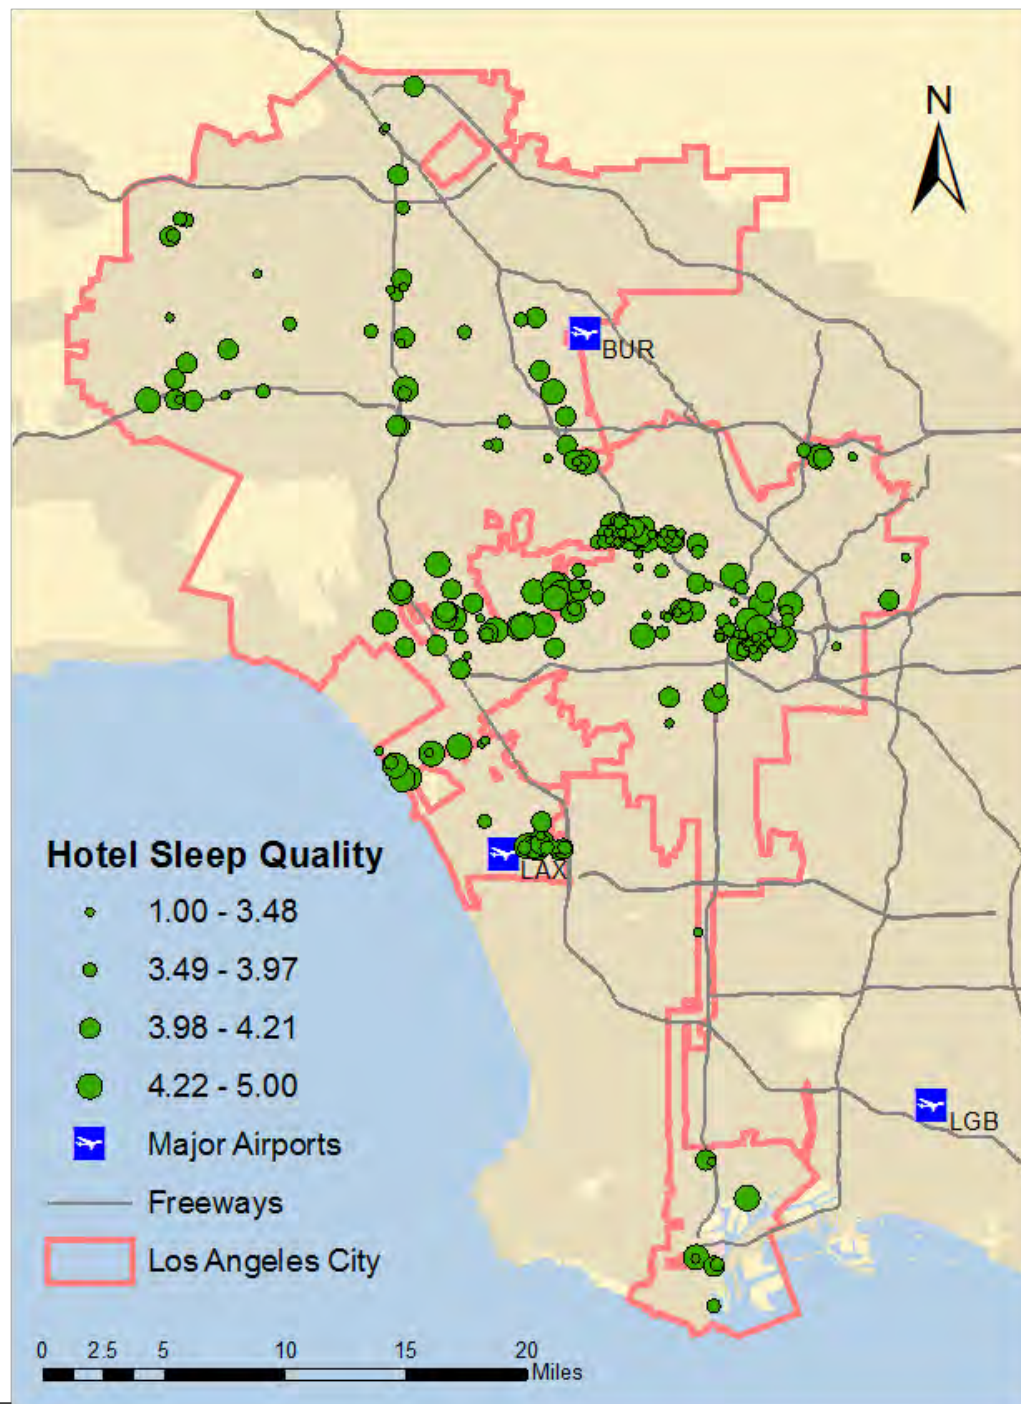 N
BUR
LAX
Hotel Sleep Quality
1.00 - 3.48
3.49 - 3.97
3.98 - 4.21
4.22 - 5.00
Major Airports
LGB
Freeways
Los Angeles City
0 2.5 5 10 15 20
Miles